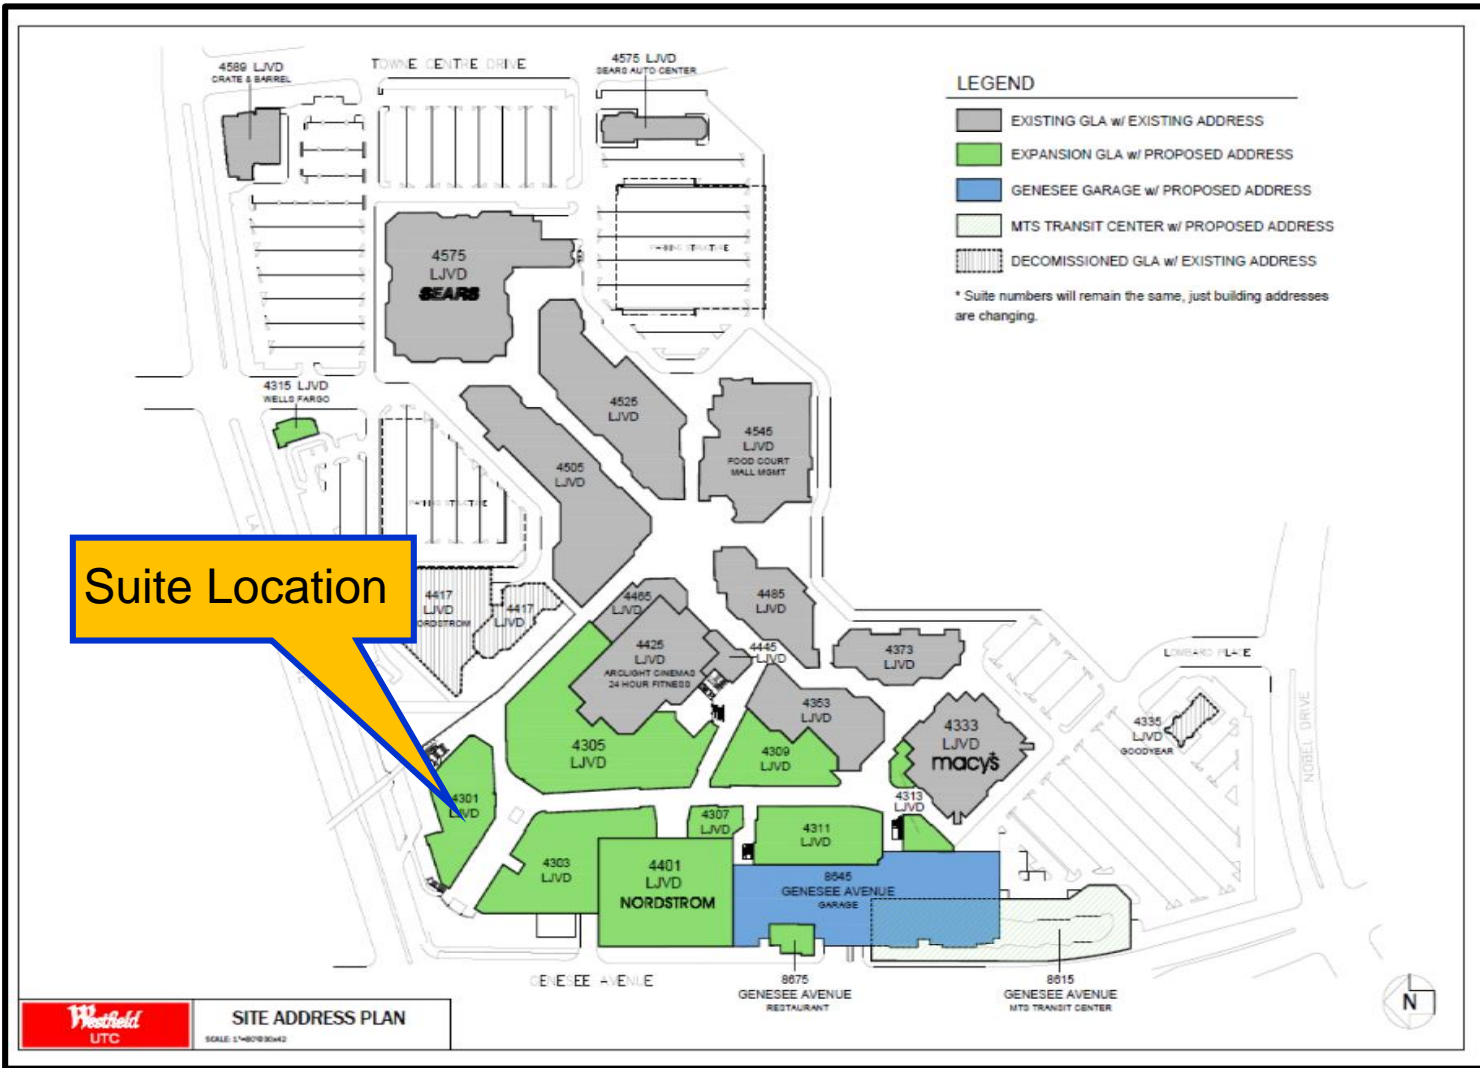 4589 LJVD
CRATE & BARREL
TOWNE CENTRE DRIVE
4575 LJVD
SEARS AUTO CENTER
LEGEND
EXISTING GLA w/ EXISTING ADDRESS
EXPANSION GLA w/ PROPOSED ADDRESS
GENESEE GARAGE w/ PROPOSED ADDRESS
MTS TRANSIT CENTER w/ PROPOSED ADDRESS
DECOMISSIONED GLA w/ EXISTING ADDRESS
* Suite numbers will remain the same, just building addresses
are changing.
4575
LJVD
SEARS
4315 LJVD
WELLS FARGO
4525
LJVD
4545
LJVD
FOOD COURT
MALL MGMT
4505
LJVD
Suite Location
4417
LJVD
4417
LJVD
4465
LJVD
4485
LJVD
4425
LJVD
ARCLIGHT CINEMAS
24 HOUR FITNESS
4445
LJVD
4373
LJVD
LOMBARD PLACE
NOBEL DRIVE
4353
LJVD
4333
LJVD
macy's
4335
LJVD
GOODYEAR
4305
LJVD
4309
LJVD
4301
LJVD
4313
LJVD
4307
LJVD
4311
LJVD
4303
LJVD
4401
LJVD
NORDSTROM
8645
GENESEE AVENUE
GARAGE
GENESEE AVENUE
8675
GENESEE AVENUE
RESTAURANT
8615
GENESEE AVENUE
MTS TRANSIT CENTER
N
Westfield
UTC
SITE ADDRESS PLAN